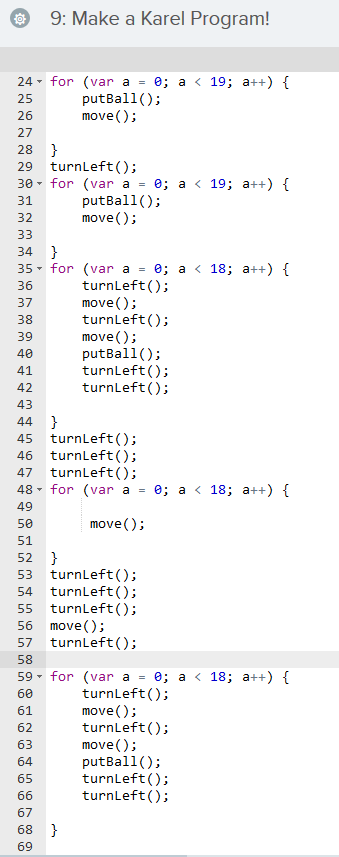 9: Make a Karel Program!
24 for (var a = 0; a < 19; a++) {
25     putBall();
26     move();
27
28 }
29 turnLeft();
30 for (var a = 0; a < 19; a++) {
31     putBall();
32     move();
33
34 }
35 for (var a = 0; a < 18; a++) {
36     turnLeft();
37     move();
38     turnLeft();
39     move();
40     putBall();
41     turnLeft();
42     turnLeft();
43
44 }
45 turnLeft();
46 turnLeft();
47 turnLeft();
48 for (var a = 0; a < 18; a++) {
49
50      move();
51
52 }
53 turnLeft();
54 turnLeft();
55 turnLeft();
56 move();
57 turnLeft();
58
59 for (var a = 0; a < 18; a++) {
60     turnLeft();
61     move();
62     turnLeft();
63     move();
64     putBall();
65     turnLeft();
66     turnLeft();
67
68 }
69